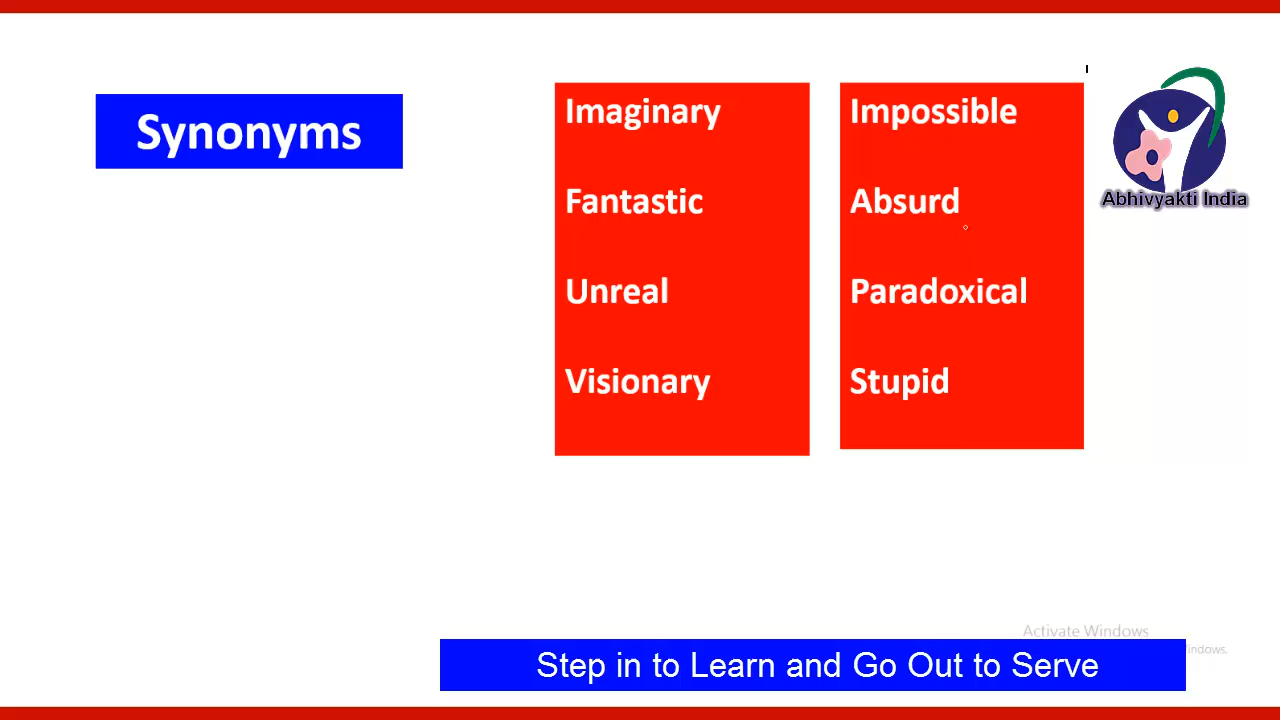 Synonyms
Imaginary
Fantastic
Unreal
Visionary
Impossible
Absurd
Paradoxical
Stupid
Abhivyakti India
Activate Windows
indows.
Step in to Learn and Go Out to Serve